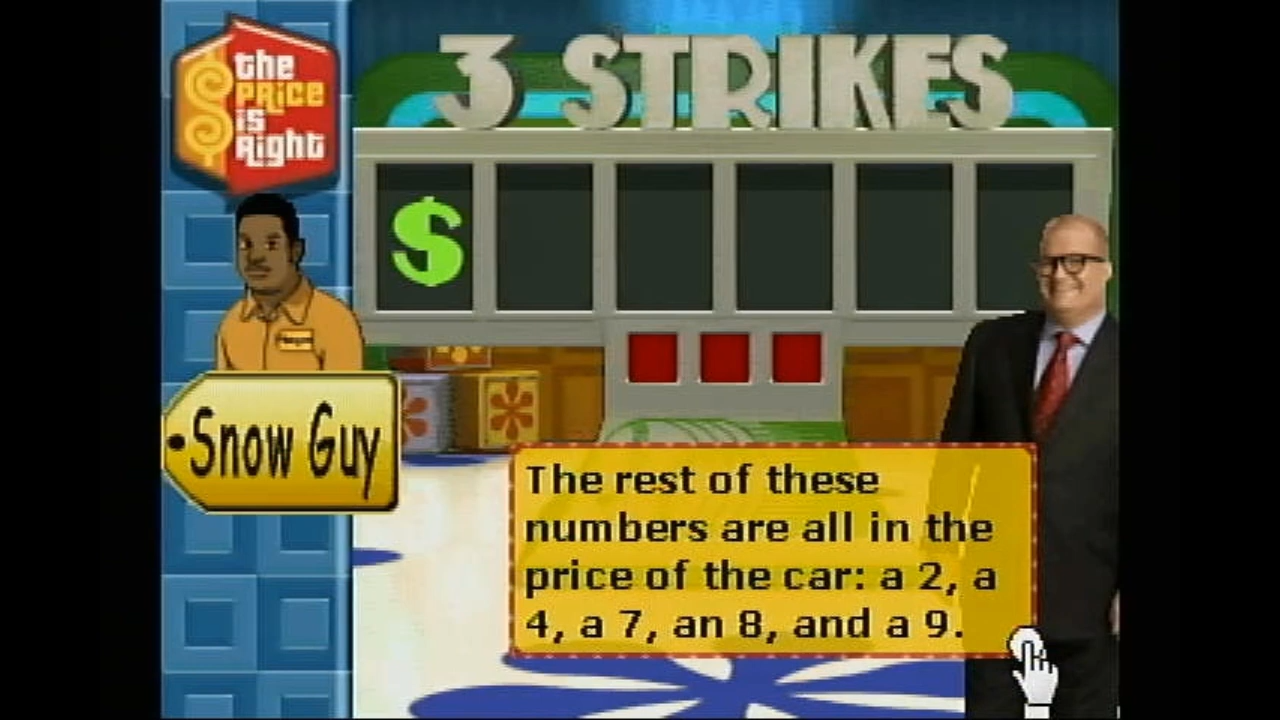 3 STRIKES
the
PRICE
is
Right
$
Snow Guy
The rest of these
numbers are all in the
price of the car: a 2, a
4, a 7, an 8, and a 9.